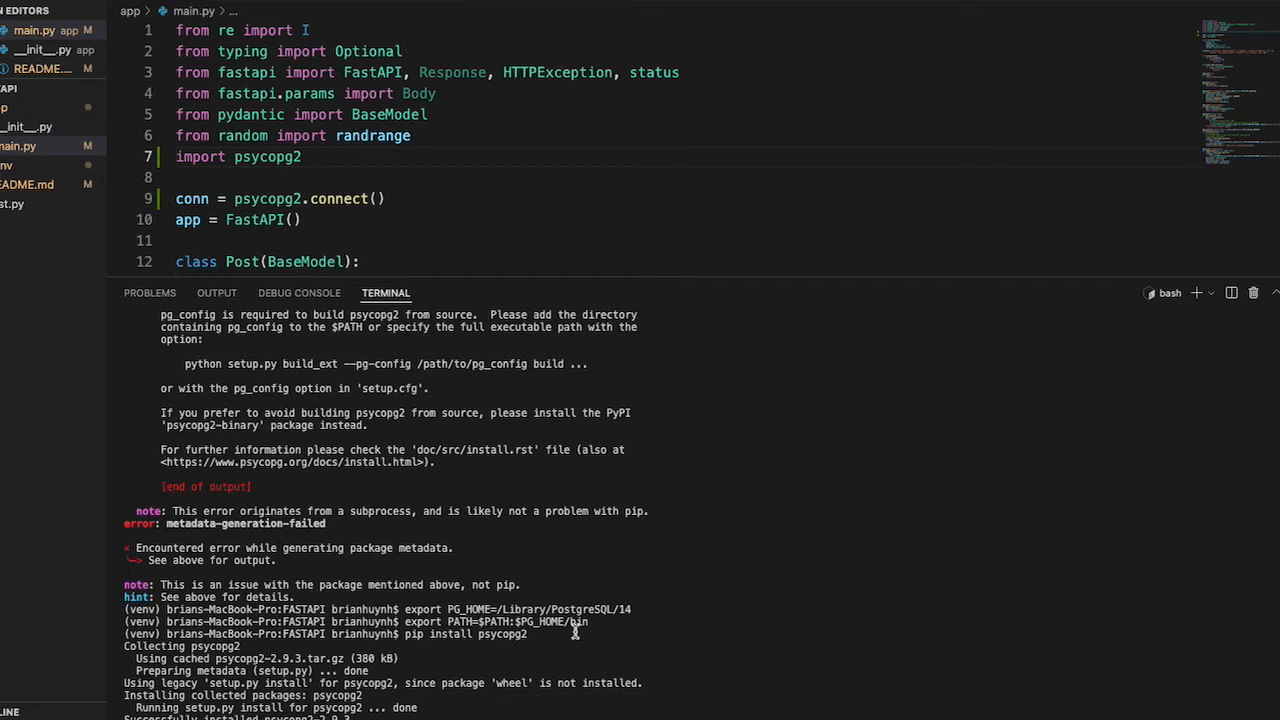 N EDITORS
main.py app M
__init__.py app
README.... M
API
p
__init__.py
main.py M
nv
EADME.md M
st.py
LINE
app > main.py > ...
1 from re import I
2 from typing import Optional
3 from fastapi import FastAPI, Response, HTTPException, status
4 from fastapi.params import Body
5 from pydantic import BaseModel
6 from random import randrange
7 import psycopg2
8
9 conn = psycopg2.connect()
10 app = FastAPI()
11
12 class Post(BaseModel):
PROBLEMS OUTPUT DEBUG CONSOLE TERMINAL bash
pg_config is required to build psycopg2 from source.  Please add the directory
containing pg_config to the $PATH or specify the full executable path with the
option:
python setup.py build_ext --pg-config /path/to/pg_config build ...
or with the pg_config option in 'setup.cfg'.
If you prefer to avoid building psycopg2 from source, please install the PyPI
'psycopg2-binary' package instead.
For further information please check the 'doc/src/install.rst' file (also at
<https://www.psycopg.org/docs/install.html>).
[end of output]
note: This error originates from a subprocess, and is likely not a problem with pip.
error: metadata-generation-failed
× Encountered error while generating package metadata.
╰─> See above for output.
note: This is an issue with the package mentioned above, not pip.
hint: See above for details.
(venv) brians-MacBook-Pro:FASTAPI brianhuynh$ export PG_HOME=/Library/PostgreSQL/14
(venv) brians-MacBook-Pro:FASTAPI brianhuynh$ export PATH=$PATH:$PG_HOME/bin
(venv) brians-MacBook-Pro:FASTAPI brianhuynh$ pip install psycopg2
Collecting psycopg2
Using cached psycopg2-2.9.3.tar.gz (380 kB)
Preparing metadata (setup.py) ... done
Using legacy 'setup.py install' for psycopg2, since package 'wheel' is not installed.
Installing collected packages: psycopg2
Running setup.py install for psycopg2 ... done
Successfully installed psycopg2-2.9.3